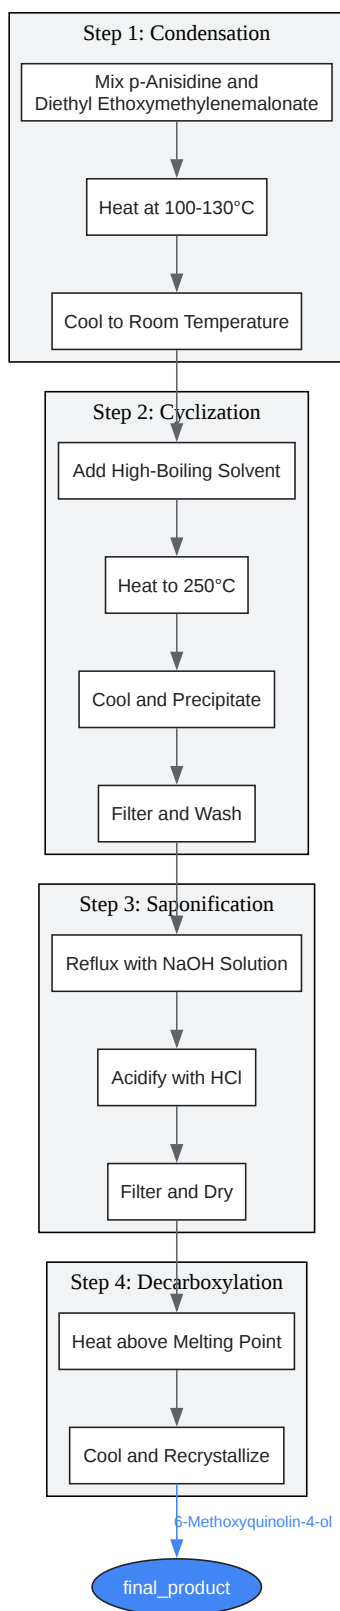 Step 1: Condensation
Mix p-Anisidine and
Diethyl Ethoxymethylenemalonate
Heat at 100-130°C
Cool to Room Temperature
Step 2: Cyclization
Add High-Boiling Solvent
Heat to 250°C
Cool and Precipitate
Filter and Wash
Step 3: Saponification
Reflux with NaOH Solution
Acidify with HCl
Filter and Dry
Step 4: Decarboxylation
Heat above Melting Point
Cool and Recrystallize
6-Methoxyquinolin-4-ol
final_product